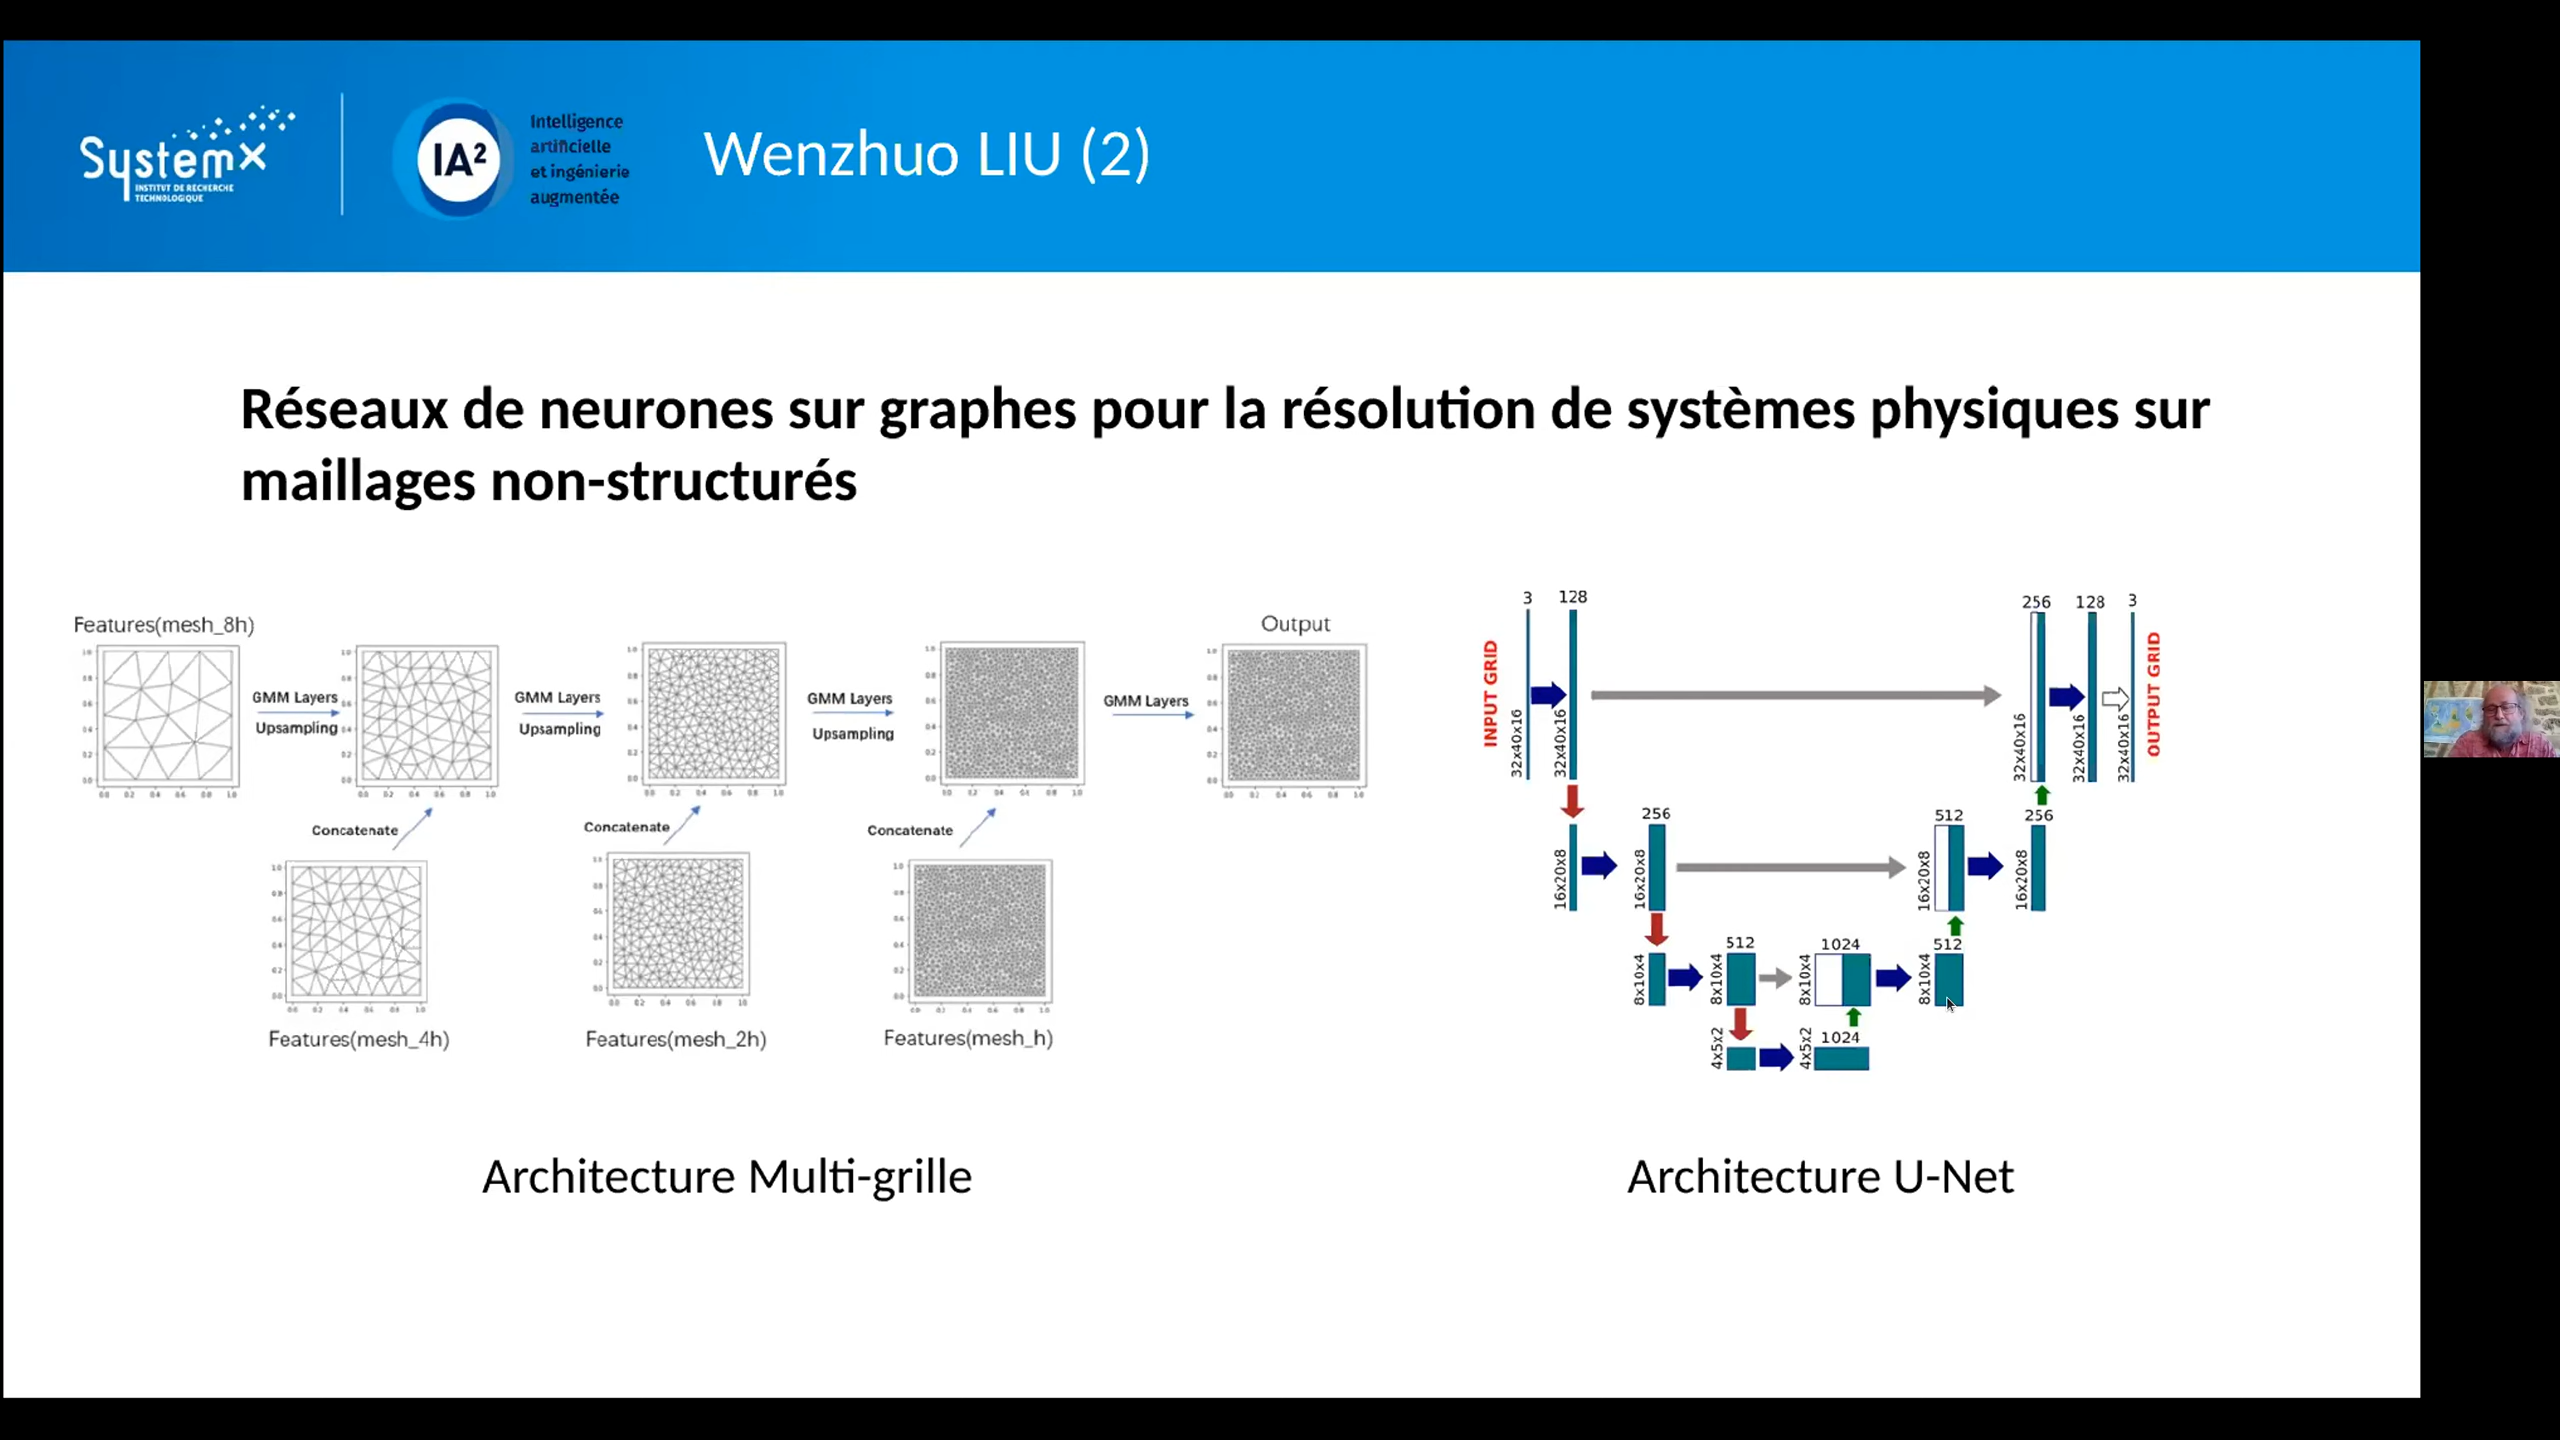 Systemx
INSTITUT DE RECHERCHE
TECHNOLOGIQUE
IA²
Intelligence
artificielle
et ingénierie
augmentée
Wenzhuo LIU (2)
Réseaux de neurones sur graphes pour la résolution de systèmes physiques sur
maillages non-structurés
Features(mesh_8h)
GMM Layers
Upsampling
GMM Layers
Upsampling
GMM Layers
Upsampling
GMM Layers
Output
Concatenate
Concatenate
Concatenate
Features(mesh_4h)
Features(mesh_2h)
Features(mesh_h)
Architecture Multi-grille
INPUT GRID
3
128
32x40x16
32x40x16
256
128
3
32x40x16
32x40x16
32x40x16
OUTPUT GRID
16x20x8
256
16x20x8
512
16x20x8
256
16x20x8
8x10x4
512
8x10x4
1024
8x10x4
512
8x10x4
4x5x2
1024
4x5x2
Architecture U-Net